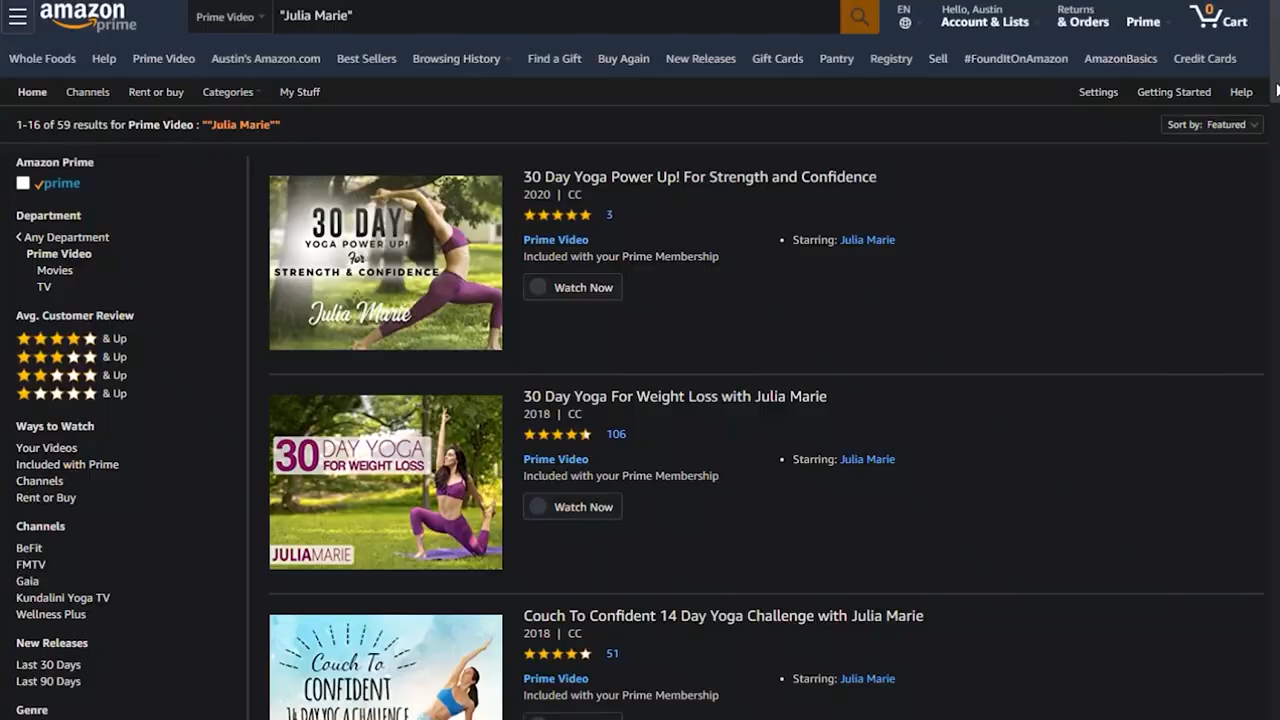 amazon
prime
Prime Video
"Julia Marie"
EN
Hello, Austin
Account & Lists
Returns
& Orders
Prime
0
Cart
Whole Foods
Help
Prime Video
Austin's Amazon.com
Best Sellers
Browsing History
Find a Gift
Buy Again
New Releases
Gift Cards
Pantry
Registry
Sell
#FoundItOnAmazon
AmazonBasics
Credit Cards
Home
Channels
Rent or buy
Categories
My Stuff
Settings
Getting Started
Help
1-16 of 59 results for Prime Video : ""Julia Marie""
Sort by: Featured
Amazon Prime
prime
Department
Any Department
Prime Video
Movies
TV
Avg. Customer Review
& Up
& Up
& Up
& Up
Ways to Watch
Your Videos
Included with Prime
Channels
Rent or Buy
Channels
BeFit
FMTV
Gaia
Kundalini Yoga TV
Wellness Plus
New Releases
Last 30 Days
Last 90 Days
Genre
30 DAY
YOGA POWER UP!
For
STRENGTH & CONFIDENCE
Julia Marie
30 Day Yoga Power Up! For Strength and Confidence
2020 | CC
3
Prime Video
Included with your Prime Membership
• Starring: Julia Marie
Watch Now
30 DAY YOGA
FOR WEIGHT LOSS
JULIAMARIE
30 Day Yoga For Weight Loss with Julia Marie
2018 | CC
106
Prime Video
Included with your Prime Membership
• Starring: Julia Marie
Watch Now
Couch To
CONFIDENT
14 DAY YOGA CHALLENGE
Couch To Confident 14 Day Yoga Challenge with Julia Marie
2018 | CC
51
Prime Video
Included with your Prime Membership
• Starring: Julia Marie